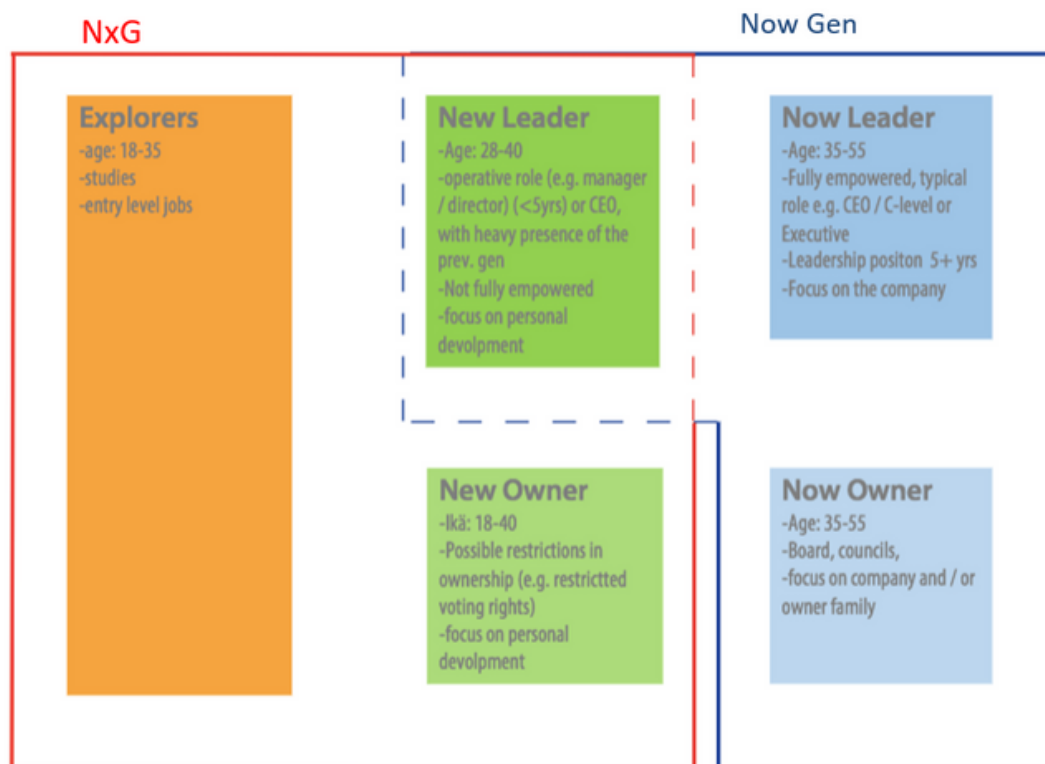 NxG
Now Gen
Explorers
-age: 18-35
-studies
-entry level jobs
New Leader
-Age: 28-40
-operative role (e.g. manager
/ director) (<5yrs) or CEO,
with heavy presence of the
prev. gen
-Not fully empowered
-focus on personal
devolpment
Now Leader
-Age: 35-55
-Fully empowered, typical
role e.g. CEO / C-level or
Executive
-Leadership positon 5+ yrs
-Focus on the company
New Owner
-Ikä: 18-40
-Possible restrictions in
ownership (e.g. restrictted
voting rights)
-focus on personal
devolpment
Now Owner
-Age: 35-55
-Board, councils,
-focus on company and / or
owner family